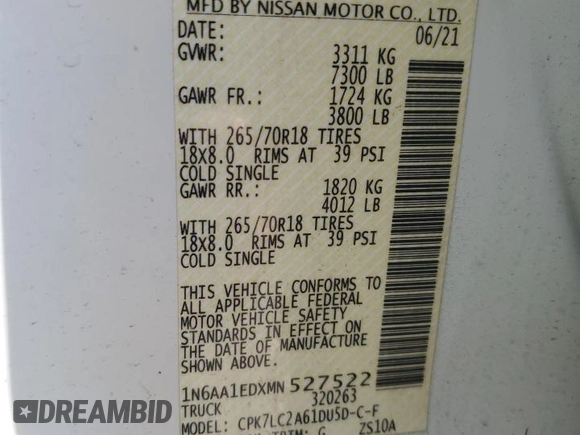 MFD BY NISSAN MOTOR CO., LTD.
DATE: 06/21
GVWR: 3311 KG
7300 LB
GAWR FR.: 1724 KG
3800 LB
WITH 265/70R18 TIRES
18X8.0 RIMS AT 39 PSI
COLD SINGLE
GAWR RR.: 1820 KG
4012 LB
WITH 265/70R18 TIRES
18X8.0 RIMS AT 39 PSI
COLD SINGLE
THIS VEHICLE CONFORMS TO
ALL APPLICABLE FEDERAL
MOTOR VEHICLE SAFETY
STANDARDS IN EFFECT ON
THE DATE OF MANUFACTURE
SHOWN ABOVE.
1N6AA1EDXMN 527522
TRUCK 320263
MODEL: CPK7LC2A61DU5D-C-F
TRIM: G ZS10A
DREAMBID